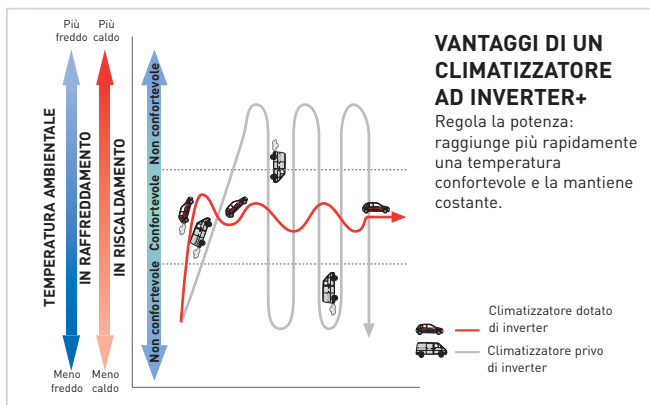 Più
freddo
Più
caldo
TEMPERATURA AMBIENTALE
IN RAFFREDDAMENTO
IN RISCALDAMENTO
Non confortevole
Confortevole
Non confortevole
Meno
freddo
Meno
caldo
VANTAGGI DI UN
CLIMATIZZATORE
AD INVERTER+
Regola la potenza:
raggiunge più rapidamente
una temperatura
confortevole e la mantiene
costante.
Climatizzatore dotato
di inverter
Climatizzatore privo
di inverter